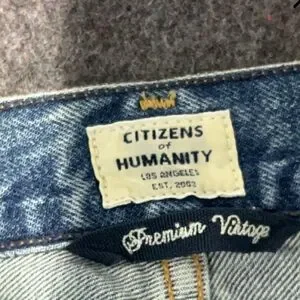 CITIZENS
of
HUMANITY
LOS ANGELES
EST. 2003
Premium Vintage